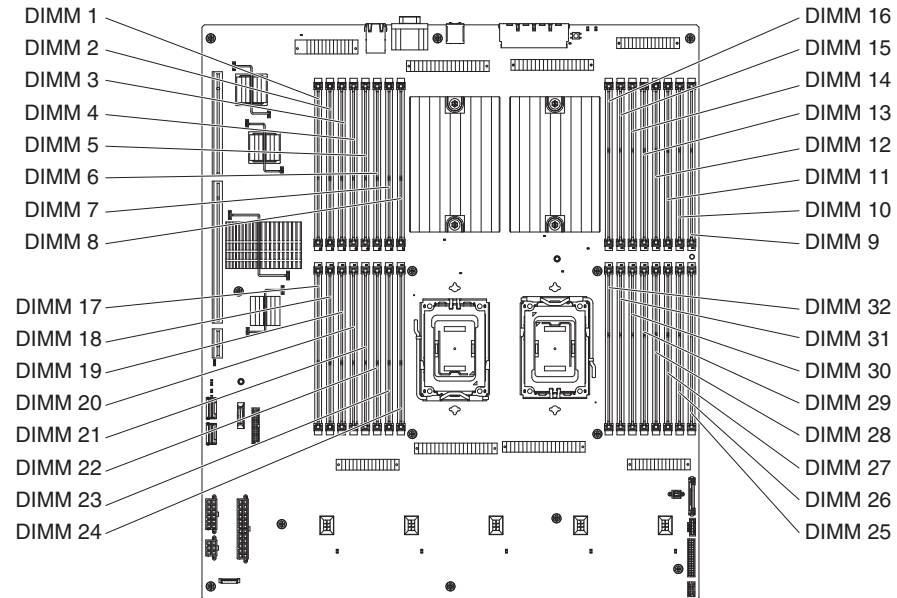 DIMM 1
DIMM 2
DIMM 3
DIMM 4
DIMM 5
DIMM 6
DIMM 7
DIMM 8
DIMM 16
DIMM 15
DIMM 14
DIMM 13
DIMM 12
DIMM 11
DIMM 10
DIMM 9
DIMM 17
DIMM 18
DIMM 19
DIMM 20
DIMM 21
DIMM 22
DIMM 23
DIMM 24
DIMM 32
DIMM 31
DIMM 30
DIMM 29
DIMM 28
DIMM 27
DIMM 26
DIMM 25